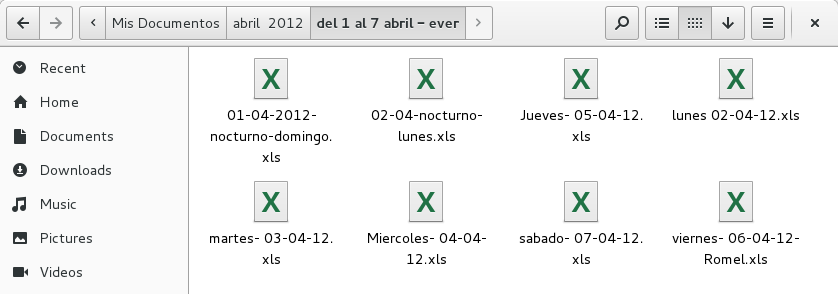 Mis Documentos abril 2012 del 1 al 7 abril – ever
Recent
Home
Documents
Downloads
Music
Pictures
Videos
X
01-04-2012-
nocturno-domingo.
xls
X
02-04-nocturno-
lunes.xls
X
Jueves- 05-04-12.
xls
X
lunes 02-04-12.xls
X
martes- 03-04-12.
xls
X
Miercoles- 04-04-
12.xls
X
sabado- 07-04-12.
xls
X
viernes- 06-04-12-
Romel.xls